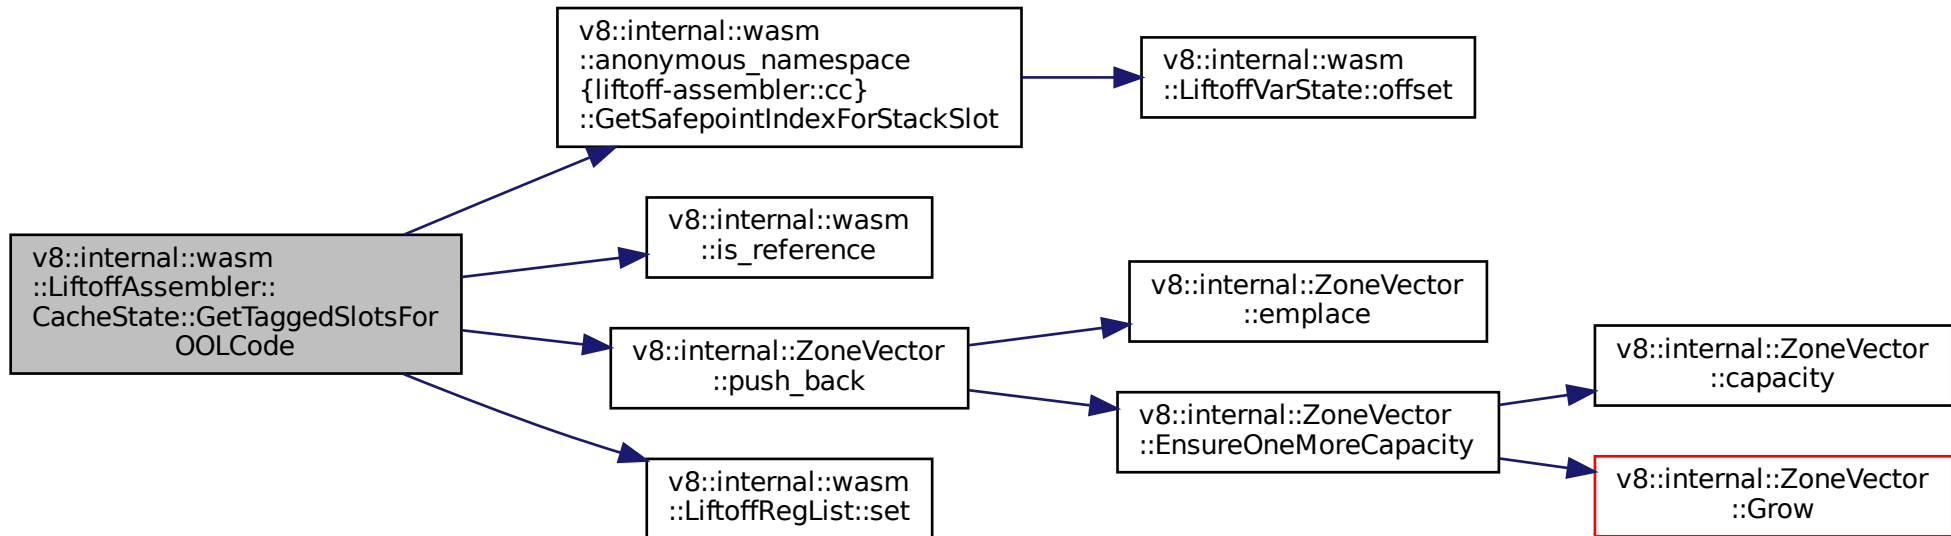 v8::internal::wasm
::LiftoffAssembler::
CacheState::GetTaggedSlotsFor
OOLCode
v8::internal::wasm
::anonymous_namespace
{liftoff-assembler::cc}
::GetSafepointIndexForStackSlot
v8::internal::wasm
::LiftoffVarState::offset
v8::internal::wasm
::is_reference
v8::internal::ZoneVector
::push_back
v8::internal::ZoneVector
::emplace
v8::internal::ZoneVector
::EnsureOneMoreCapacity
v8::internal::ZoneVector
::capacity
v8::internal::ZoneVector
::Grow
v8::internal::wasm
::LiftoffRegList::set